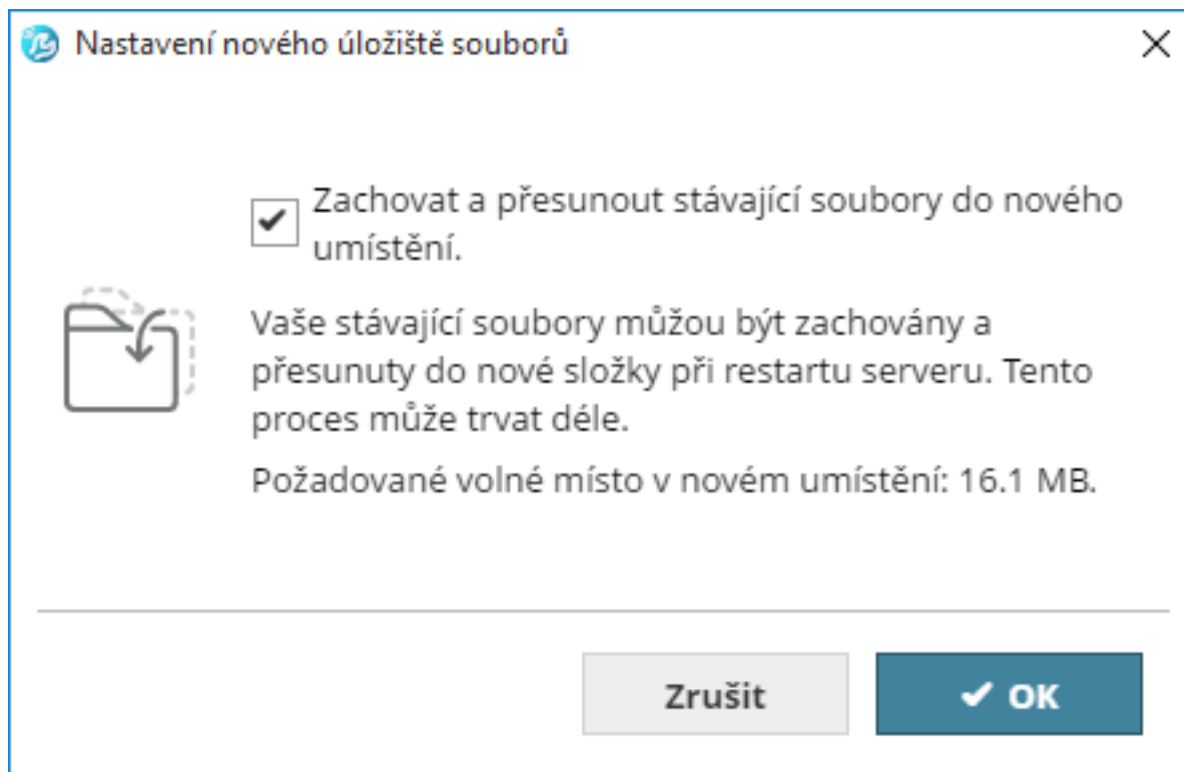 Nastavení nového úložiště souborů
Zachovat a přesunout stávající soubory do nového
umístění.
Vaše stávající soubory můžou být zachovány a
přesunuty do nové složky při restartu serveru. Tento
proces může trvat déle.
Požadované volné místo v novém umístění: 16.1 MB.
Zrušit
OK